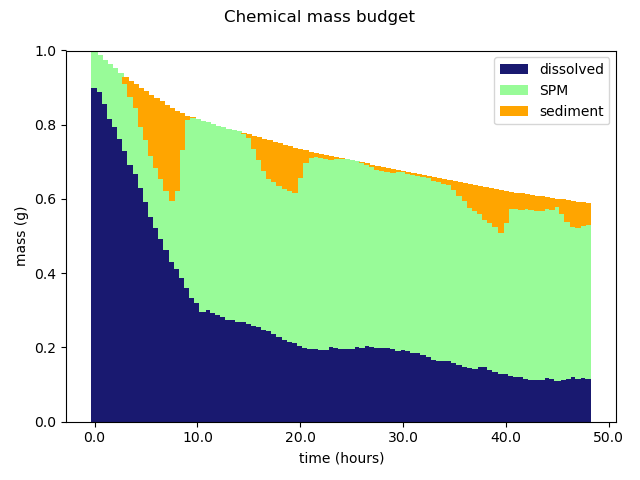 Chemical mass budget
dissolved
SPM
sediment
1.0
0.8
0.6
0.4
0.2
0.0
mass (g)
0.0 10.0 20.0 30.0 40.0 50.0
time (hours)